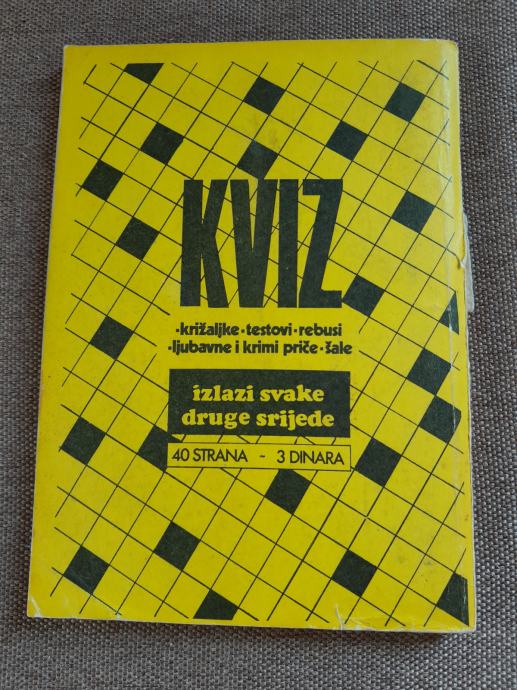 KVIZ
•križaljke•testovi•rebusi
•ljubavne i krimi priče•šale
izlazi svake
druge srijede
40 STRANA - 3 DINARA